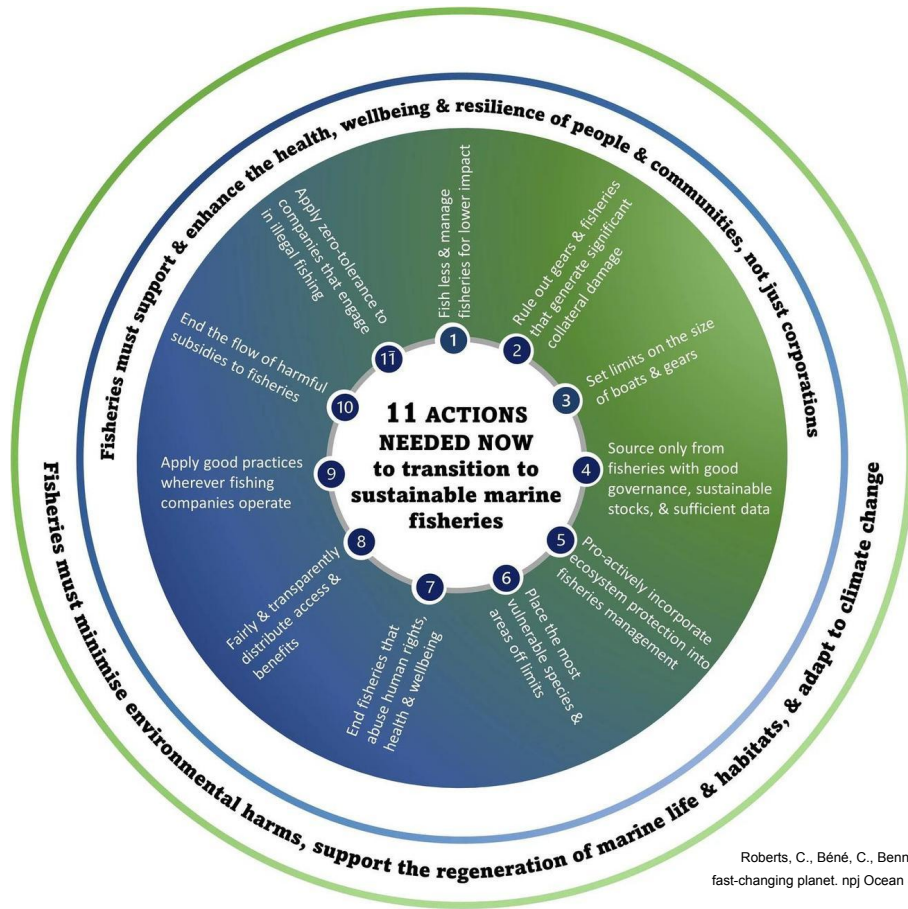 Fisheries must support & enhance the health, wellbeing & resilience of people & communities, not just corporations
Fisheries must minimise environmental harms, support the regeneration of marine life & habitats, & adapt to climate change
11 ACTIONS
NEEDED NOW
to transition to
sustainable marine
fisheries
1
Fish less & manage
fisheries for lower impact
2
Rule out gears & fisheries
that generate significant
collateral damage
3
Set limits on the size
of boats & gears
4
Source only from
fisheries with good
governance, sustainable
stocks, & sufficient data
5
Pro-actively incorporate
ecosystem protection into
fisheries management
6
Place the most
vulnerable species &
areas off limits
7
End fisheries that
abuse human rights,
health & wellbeing
8
Fairly & transparently
distribute access &
benefits
9
Apply good practices
wherever fishing
companies operate
10
End the flow of harmful
subsidies to fisheries
11
Apply zero-tolerance to
companies that engage
in illegal fishing
Roberts, C., Béné, C., Benn
fast-changing planet. npj Ocean